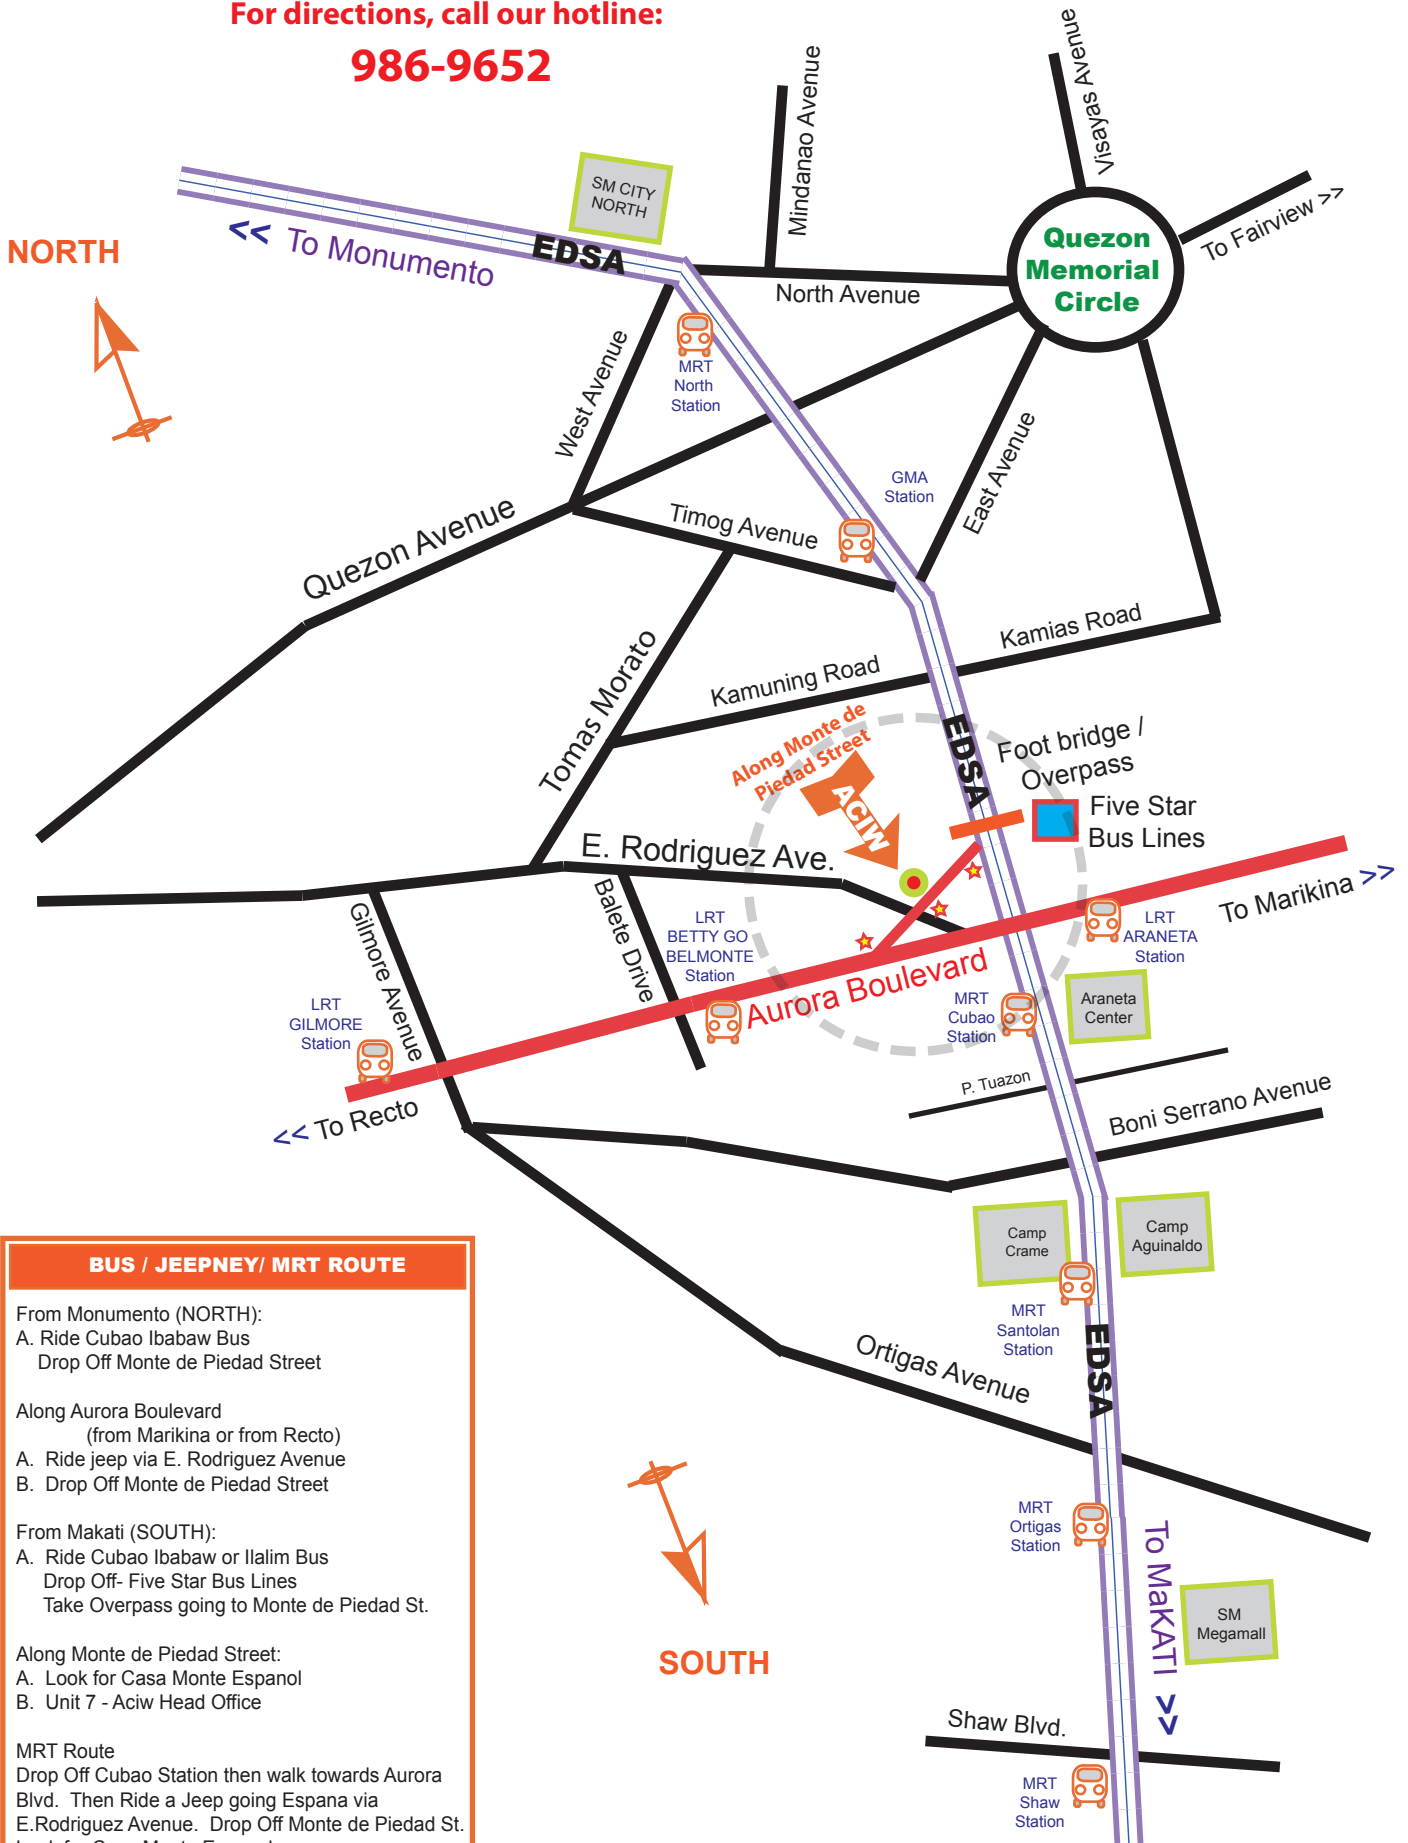 For directions, call our hotline:
986-9652
Visayas Avenue
Mindanao Avenue
SM CITY
NORTH
To Fairview >>
Quezon
Memorial
Circle
NORTH
<< To Monumento
EDSA
North Avenue
West Avenue
MRT
North
Station
GMA
Station
East Avenue
Quezon Avenue
Timog Avenue
Kamias Road
Kamuning Road
Tomas Morato
Along Monte de
Piedad Street
ACIW
EDSA
Foot bridge /
Overpass
Five Star
Bus Lines
E. Rodriguez Ave.
To Marikina >>
Gilmore Avenue
Balete Drive
LRT
BETTY GO
BELMONTE
Station
LRT
ARANETA
Station
Aurora Boulevard
MRT
Cubao
Station
Araneta
Center
LRT
GILMORE
Station
P. Tuazon
<< To Recto
Boni Serrano Avenue
Camp
Crame
Camp
Aguinaldo
MRT
Santolan
Station
EDSA
Ortigas Avenue
MRT
Ortigas
Station
To MaKATI >>
SM
Megamall
SOUTH
Shaw Blvd.
MRT
Shaw
Station
BUS / JEEPNEY/ MRT ROUTE
From Monumento (NORTH):
A. Ride Cubao Ibabaw Bus
Drop Off Monte de Piedad Street
Along Aurora Boulevard
(from Marikina or from Recto)
A. Ride jeep via E. Rodriguez Avenue
B. Drop Off Monte de Piedad Street
From Makati (SOUTH):
A. Ride Cubao Ibabaw or Ilalim Bus
Drop Off- Five Star Bus Lines
Take Overpass going to Monte de Piedad St.
Along Monte de Piedad Street:
A. Look for Casa Monte Espanol
B. Unit 7 - Aciw Head Office
MRT Route
Drop Off Cubao Station then walk towards Aurora
Blvd. Then Ride a Jeep going Espana via
E.Rodriguez Avenue. Drop Off Monte de Piedad St.